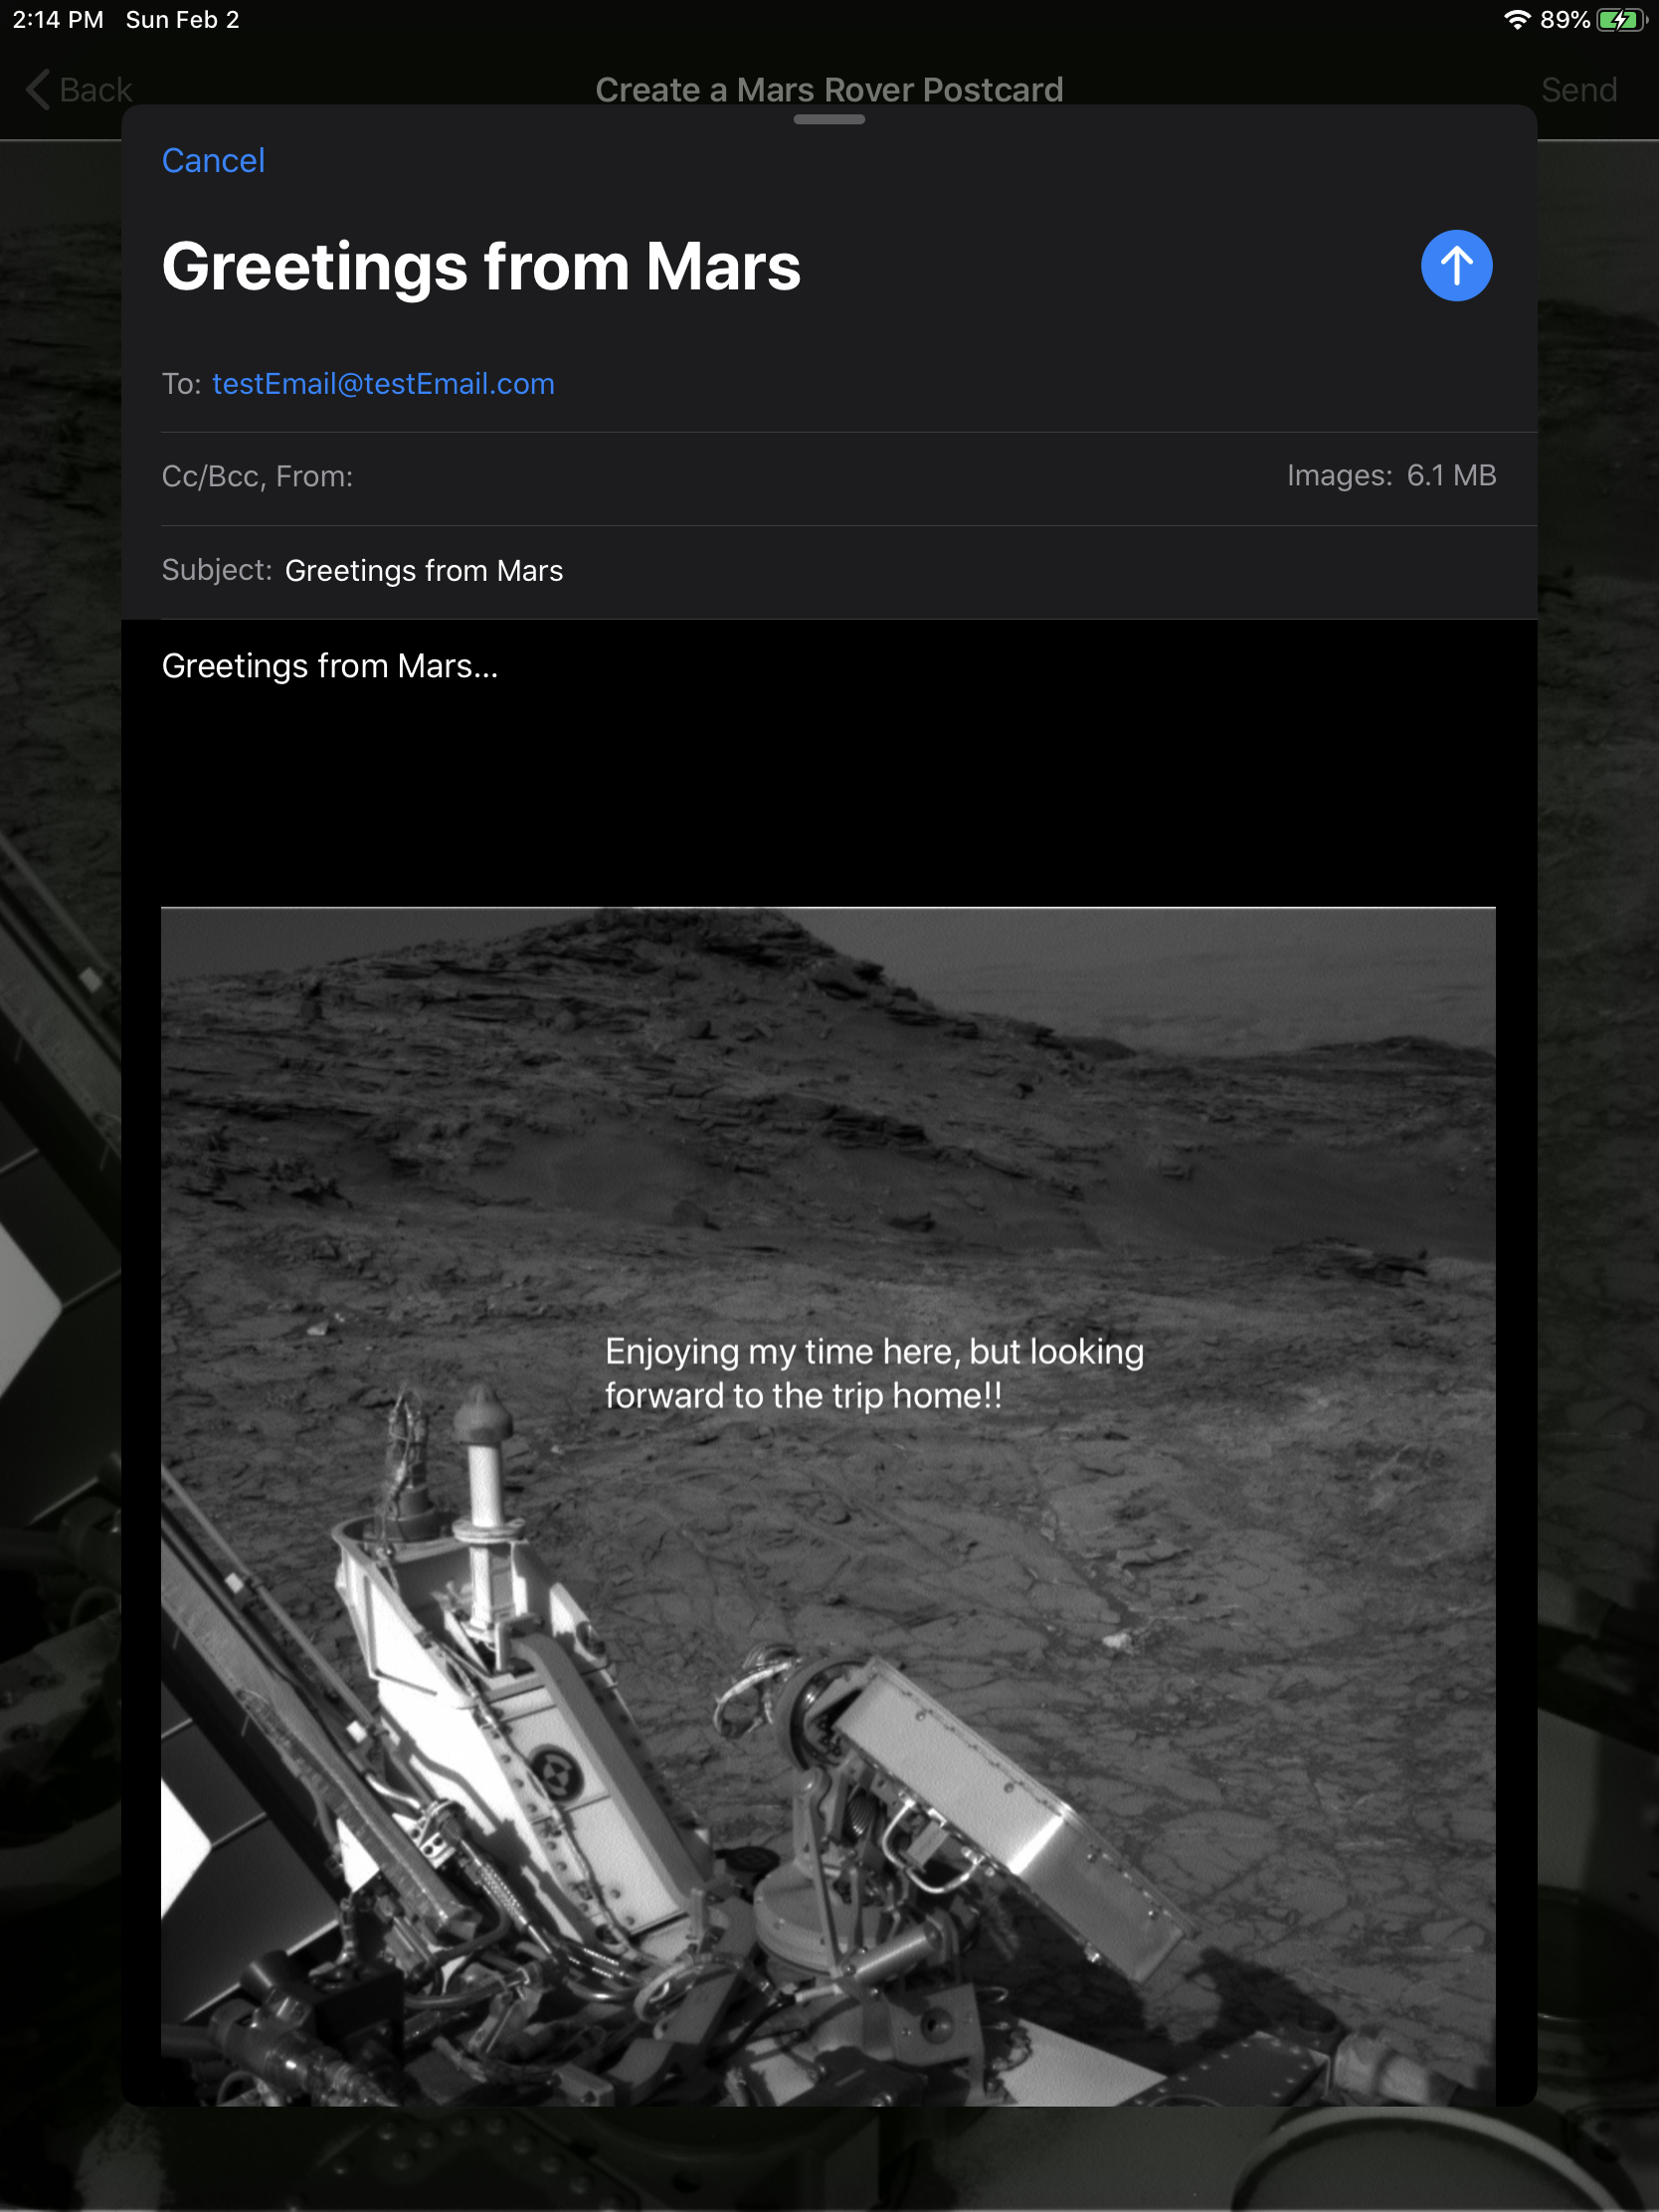 2:14 PM Sun Feb 2 89%
Back Create a Mars Rover Postcard Send
Cancel
Greetings from Mars
To: testEmail@testEmail.com
Cc/Bcc, From: Images: 6.1 MB
Subject: Greetings from Mars
Greetings from Mars...
Enjoying my time here, but looking
forward to the trip home!!